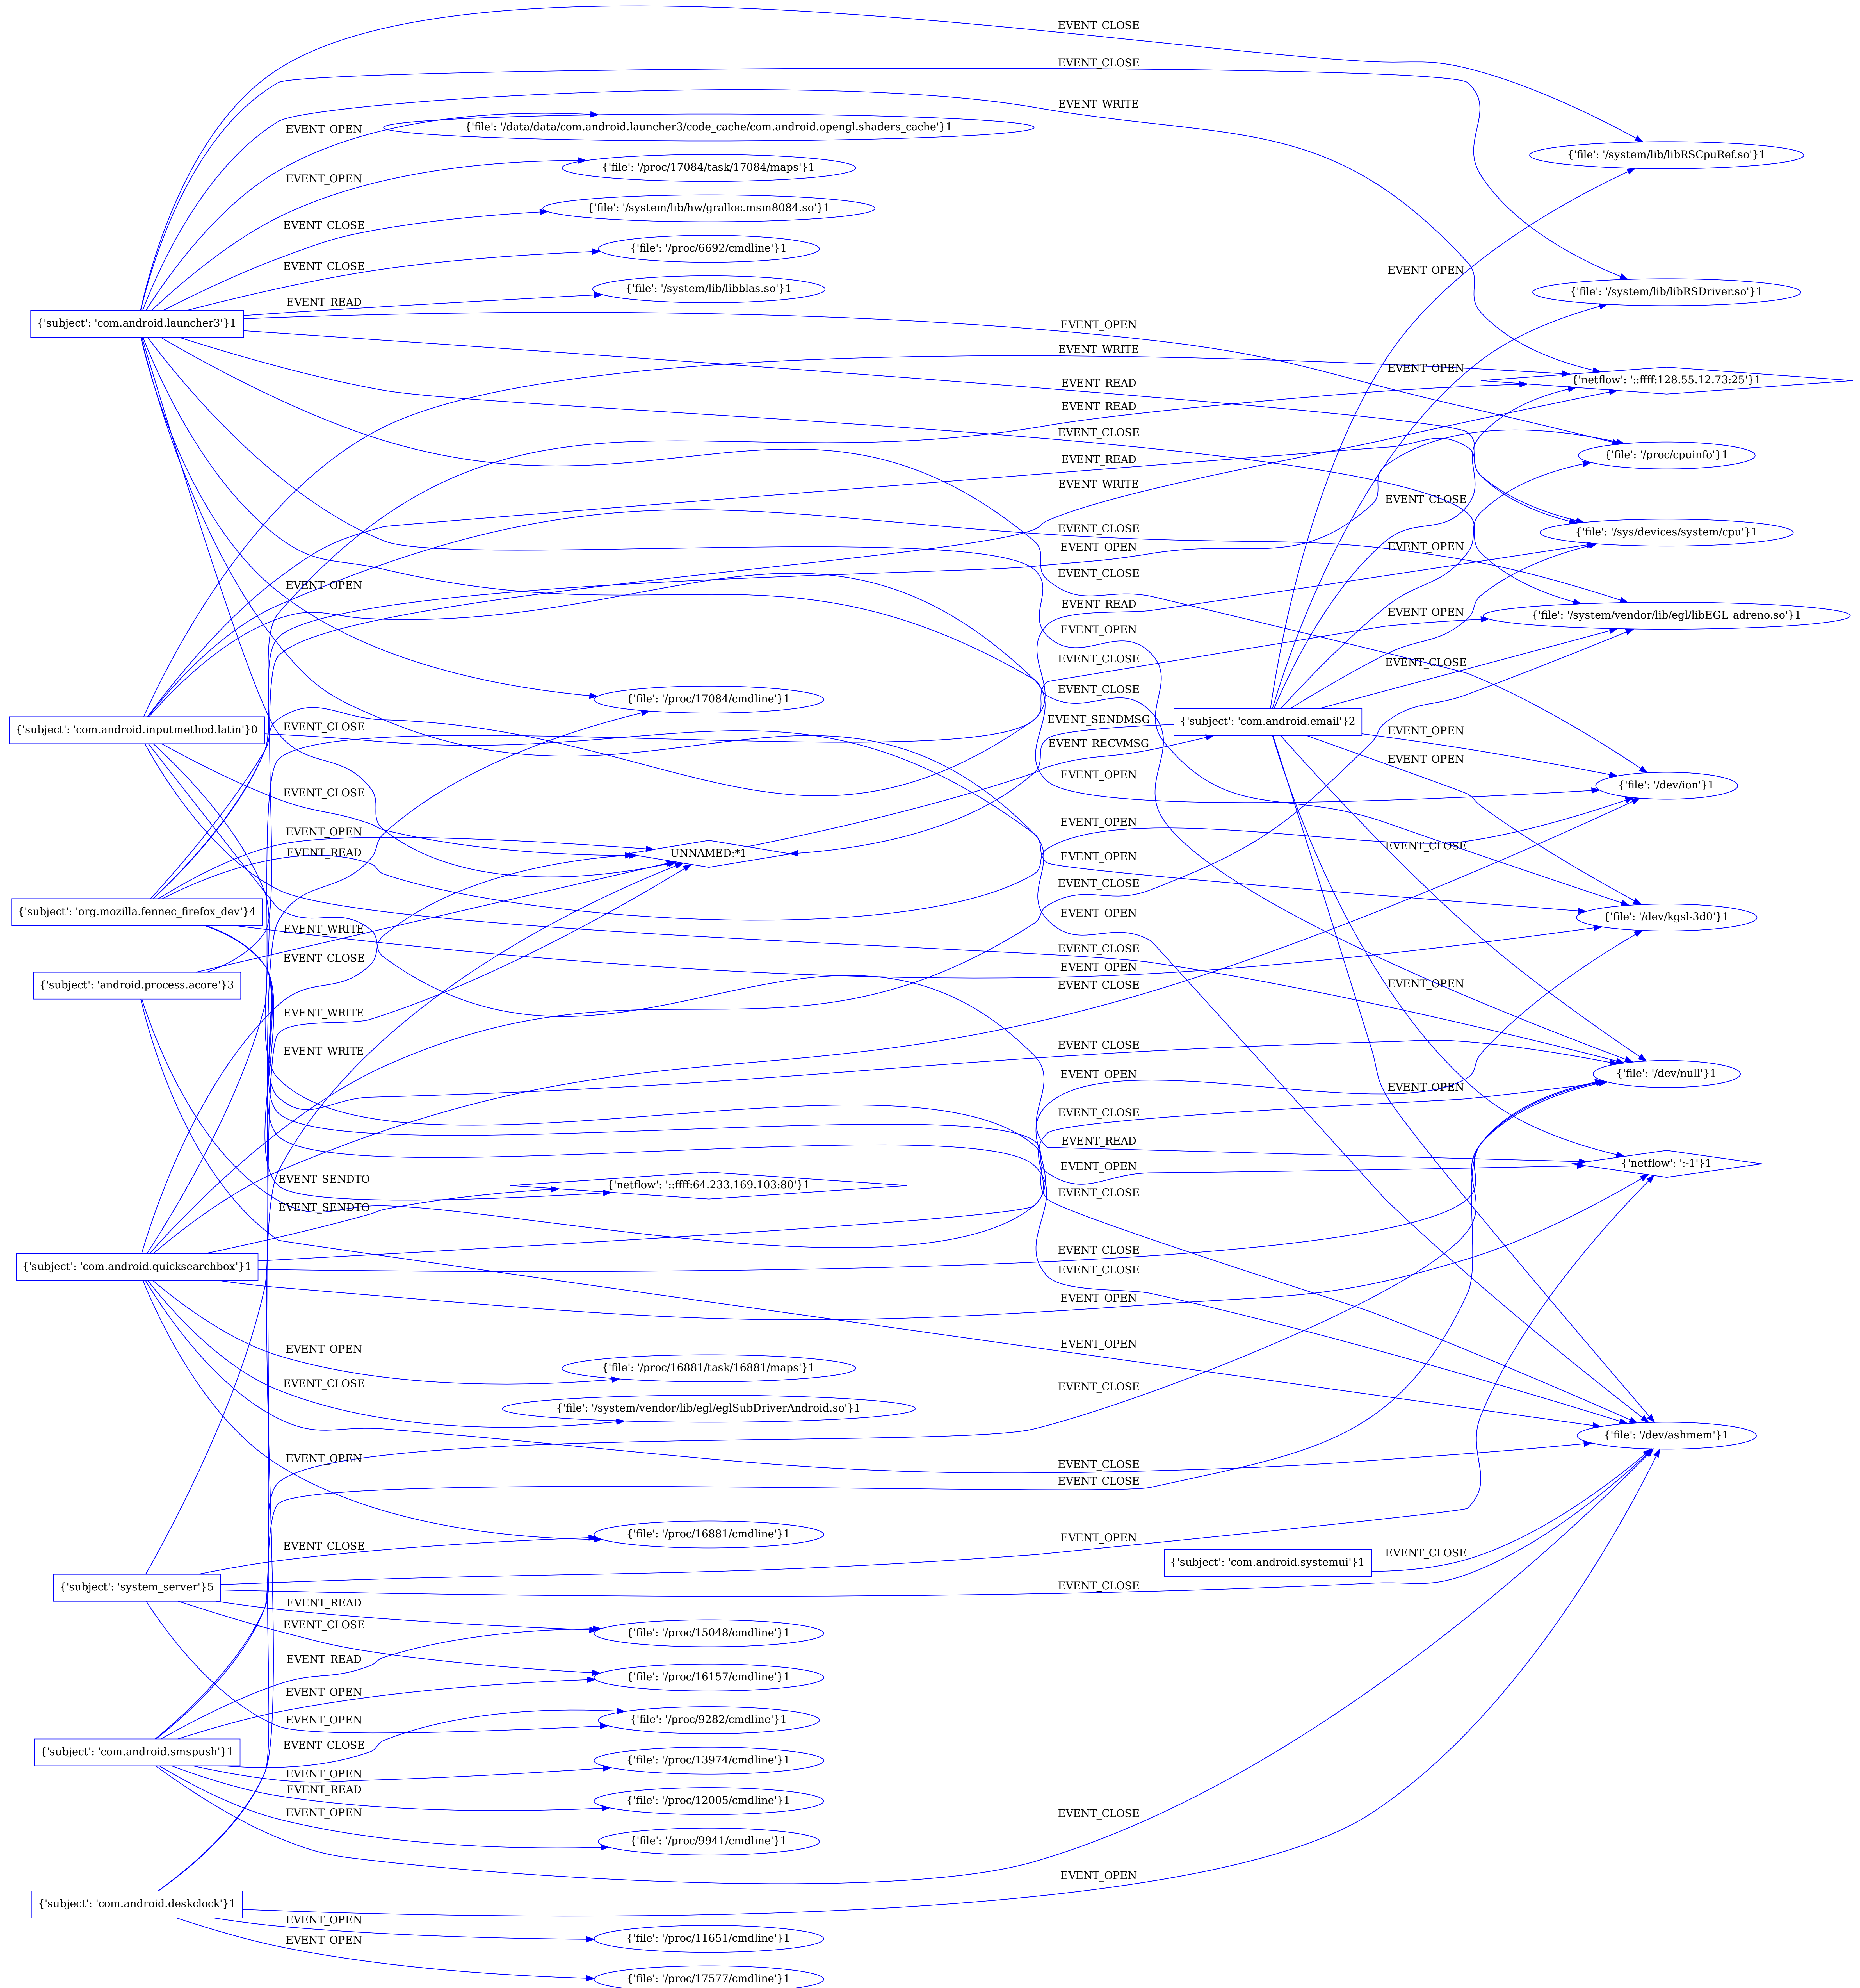 EVENT_CLOSE
EVENT_CLOSE
EVENT_WRITE
EVENT_OPEN
{'file': '/data/data/com.android.launcher3/code_cache/com.android.opengl.shaders_cache'}1
{'file': '/system/lib/libRSCpuRef.so'}1
EVENT_OPEN
{'file': '/proc/17084/task/17084/maps'}1
{'file': '/system/lib/hw/gralloc.msm8084.so'}1
EVENT_CLOSE
{'file': '/proc/6692/cmdline'}1
EVENT_CLOSE
EVENT_OPEN
{'file': '/system/lib/libblas.so'}1
{'file': '/system/lib/libRSDriver.so'}1
EVENT_READ
{'subject': 'com.android.launcher3'}1
EVENT_OPEN
EVENT_WRITE
EVENT_OPEN
{'netflow': '::ffff:128.55.12.73:25'}1
EVENT_READ
EVENT_READ
EVENT_CLOSE
{'file': '/proc/cpuinfo'}1
EVENT_READ
EVENT_WRITE
EVENT_CLOSE
EVENT_CLOSE
{'file': '/sys/devices/system/cpu'}1
EVENT_OPEN
EVENT_OPEN
EVENT_CLOSE
EVENT_OPEN
EVENT_READ
EVENT_OPEN
{'file': '/system/vendor/lib/egl/libEGL_adreno.so'}1
EVENT_OPEN
EVENT_CLOSE
EVENT_CLOSE
EVENT_CLOSE
{'file': '/proc/17084/cmdline'}1
{'subject': 'com.android.inputmethod.latin'}0
EVENT_CLOSE
EVENT_SENDMSG
{'subject': 'com.android.email'}2
EVENT_OPEN
EVENT_RECVMSG
EVENT_OPEN
EVENT_OPEN
{'file': '/dev/ion'}1
EVENT_CLOSE
EVENT_OPEN
EVENT_OPEN
EVENT_READ
UNNAMED:*1
EVENT_OPEN
EVENT_CLOSE
EVENT_CLOSE
{'subject': 'org.mozilla.fennec_firefox_dev'}4
EVENT_OPEN
{'file': '/dev/kgsl-3d0'}1
EVENT_WRITE
EVENT_CLOSE
EVENT_CLOSE
EVENT_OPEN
{'subject': 'android.process.acore'}3
EVENT_CLOSE
EVENT_OPEN
EVENT_WRITE
EVENT_CLOSE
EVENT_WRITE
EVENT_OPEN
{'file': '/dev/null'}1
EVENT_OPEN
EVENT_CLOSE
EVENT_READ
{'netflow': ':-1'}1
EVENT_OPEN
EVENT_SENDTO
{'netflow': '::ffff:64.233.169.103:80'}1
EVENT_CLOSE
EVENT_SENDTO
EVENT_CLOSE
{'subject': 'com.android.quicksearchbox'}1
EVENT_CLOSE
EVENT_OPEN
EVENT_OPEN
EVENT_OPEN
{'file': '/proc/16881/task/16881/maps'}1
EVENT_CLOSE
EVENT_CLOSE
{'file': '/system/vendor/lib/egl/eglSubDriverAndroid.so'}1
{'file': '/dev/ashmem'}1
EVENT_OPEN
EVENT_CLOSE
EVENT_CLOSE
{'file': '/proc/16881/cmdline'}1
EVENT_OPEN
EVENT_CLOSE
EVENT_CLOSE
{'subject': 'com.android.systemui'}1
{'subject': 'system_server'}5
EVENT_CLOSE
EVENT_READ
EVENT_CLOSE
{'file': '/proc/15048/cmdline'}1
EVENT_READ
{'file': '/proc/16157/cmdline'}1
EVENT_OPEN
EVENT_OPEN
{'file': '/proc/9282/cmdline'}1
EVENT_CLOSE
{'subject': 'com.android.smspush'}1
{'file': '/proc/13974/cmdline'}1
EVENT_OPEN
EVENT_READ
{'file': '/proc/12005/cmdline'}1
EVENT_OPEN
EVENT_CLOSE
{'file': '/proc/9941/cmdline'}1
EVENT_OPEN
{'subject': 'com.android.deskclock'}1
EVENT_OPEN
{'file': '/proc/11651/cmdline'}1
EVENT_OPEN
{'file': '/proc/17577/cmdline'}1